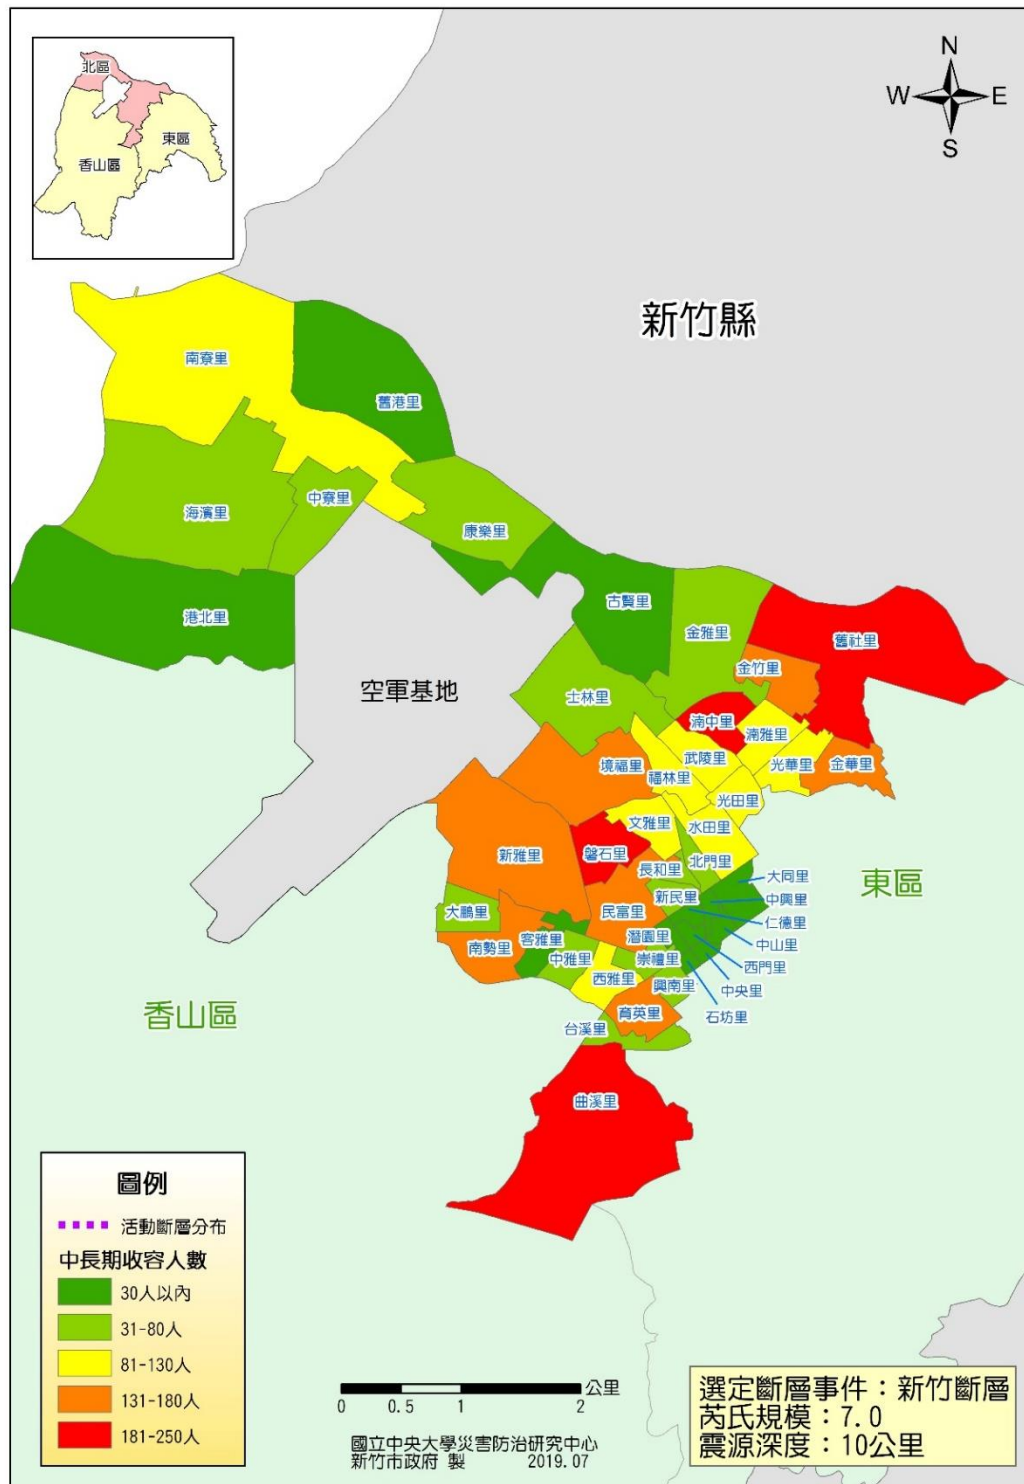 北區
東區
香山區
N
W
E
S
新竹縣
南寮里
舊港里
中寮里
海濱里
康樂里
港北里
古賢里
金雅里
舊社里
金竹里
空軍基地
士林里
湳中里
湳雅里
武陵里
境福里
福林里
光華里
金華里
光田里
文雅里
水田里
磐石里
新雅里
長和里
北門里
大同里
東區
新民里
中興里
大鵬里
民富里
仁德里
客雅里
潛園里
南勢里
中山里
中雅里
崇禮里
西門里
西雅里
興南里
中央里
香山區
育英里
石坊里
台溪里
曲溪里
圖例
活動斷層分布
中長期收容人數
30人以內
31-80人
81-130人
131-180人
181-250人
公里
0 0.5 1 2
國立中央大學災害防治研究中心
新竹市政府 製 2019.07
選定斷層事件：新竹斷層
芮氏規模：7.0
震源深度：10公里